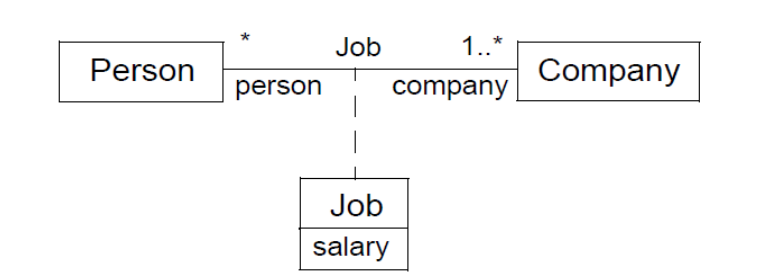 * Job 1..*
Person Company
person company
Job
salary